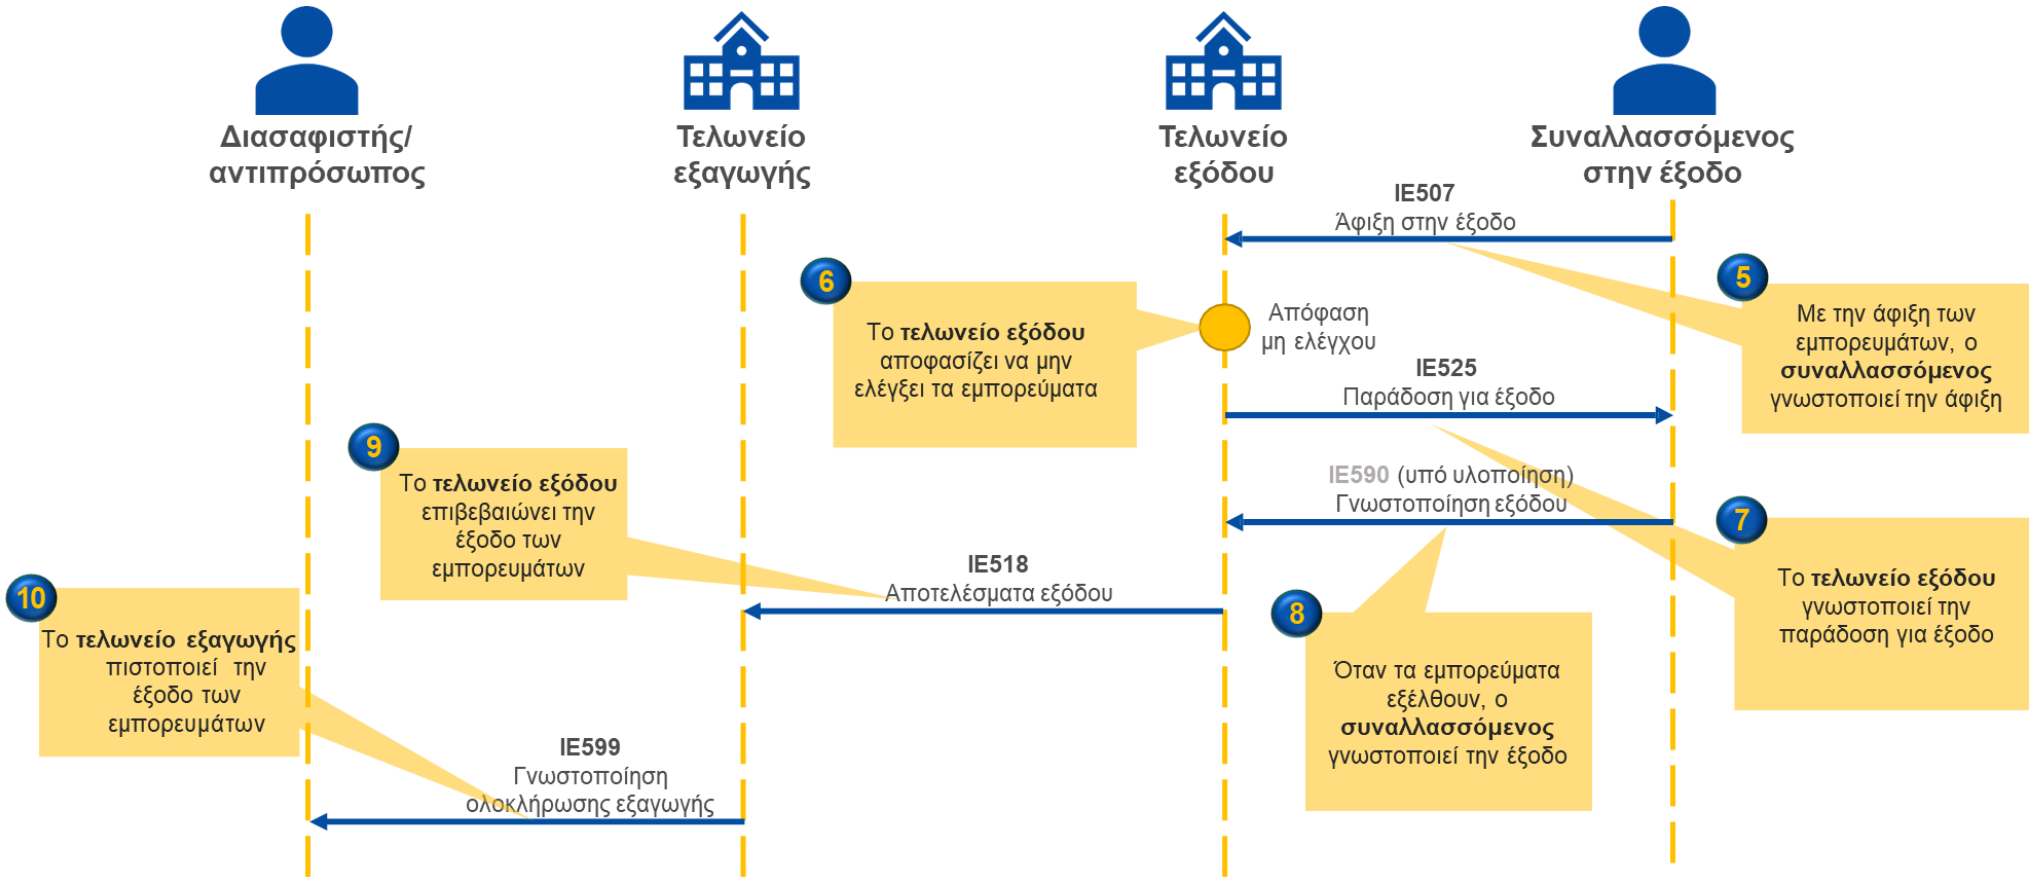 Διασαφιστής/
αντιπρόσωπος
Τελωνείο
εξαγωγής
Τελωνείο
εξόδου
Συναλλασσόμενος
στην έξοδο
IE507
Άφιξη στην έξοδο
5
Με την άφιξη των
εμπορευμάτων, ο
συναλλασσόμενος
γνωστοποιεί την άφιξη
6
Το τελωνείο εξόδου
αποφασίζει να μην
ελέγξει τα εμπορεύματα
Απόφαση
μη ελέγχου
IE525
Παράδοση για έξοδο
7
Το τελωνείο εξόδου
γνωστοποιεί την
παράδοση για έξοδο
IE590 (υπό υλοποίηση)
Γνωστοποίηση εξόδου
8
Όταν τα εμπορεύματα
εξέλθουν, ο
συναλλασσόμενος
γνωστοποιεί την έξοδο
9
Το τελωνείο εξόδου
επιβεβαιώνει την
έξοδο των
εμπορευμάτων
IE518
Αποτελέσματα εξόδου
10
Το τελωνείο εξαγωγής
πιστοποιεί την
έξοδο των
εμπορευμάτων
IE599
Γνωστοποίηση
ολοκλήρωσης εξαγωγής